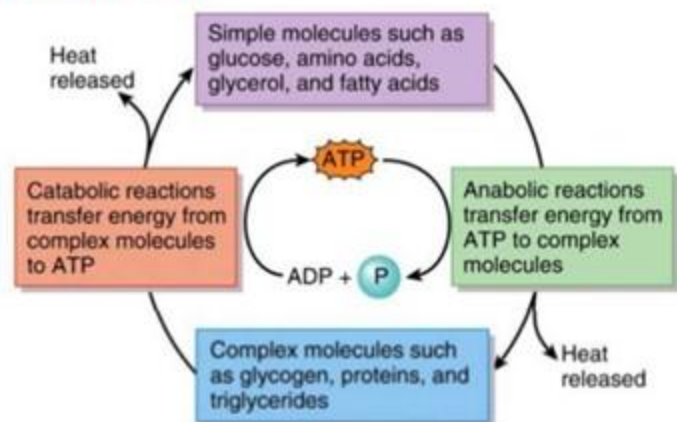 Simple molecules such as
glucose, amino acids,
glycerol, and fatty acids
Heat
released
ATP
Catabolic reactions
transfer energy from
complex molecules
to ATP
Anabolic reactions
transfer energy from
ATP to complex
molecules
ADP + P
Complex molecules such
as glycogen, proteins, and
triglycerides
Heat
released